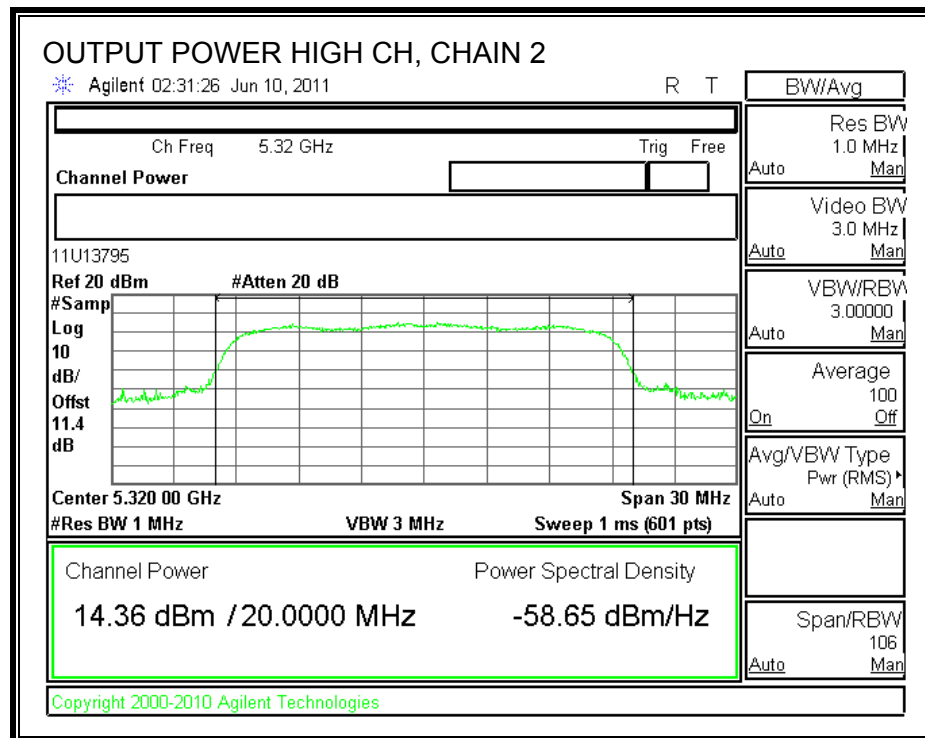 OUTPUT POWER HIGH CH, CHAIN 2
Agilent 02:31:26 Jun 10, 2011 R T
BW/Avg
Ch Freq 5.32 GHz Trig Free
Channel Power
Res BW
1.0 MHz
Auto Man
Video BW
3.0 MHz
Auto Man
VBW/RBW
3.00000
Auto Man
Average
100
On Off
Avg/VBW Type
Pwr (RMS)
Auto Man
Span/RBW
106
Auto Man
11U13795
Ref 20 dBm #Atten 20 dB
#Samp
Log
10
dB/
Offst
11.4
dB
Center 5.320 00 GHz Span 30 MHz
#Res BW 1 MHz VBW 3 MHz Sweep 1 ms (601 pts)
Channel Power Power Spectral Density
14.36 dBm / 20.0000 MHz -58.65 dBm/Hz
Copyright 2000-2010 Agilent Technologies